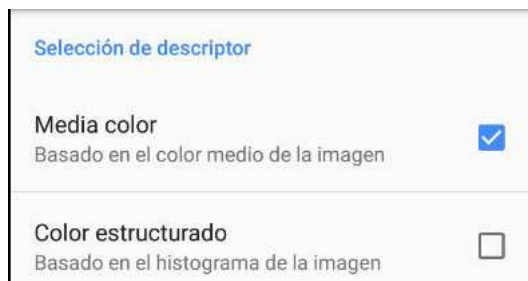 Selección de descriptor
Media color
Basado en el color medio de la imagen
Color estructurado
Basado en el histograma de la imagen